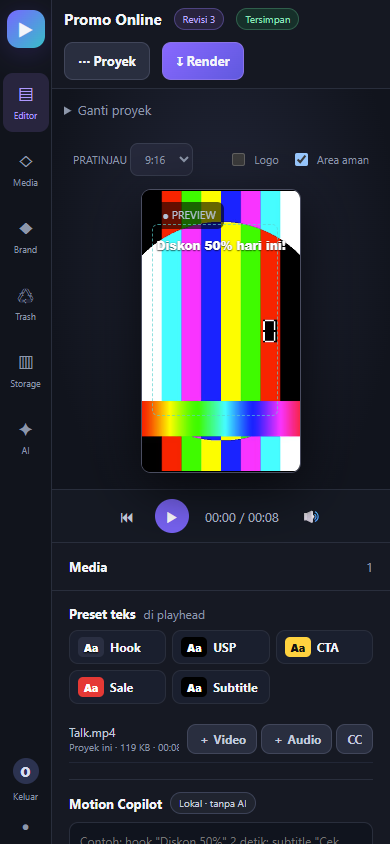 Promo Online
Revisi 3
Tersimpan
Proyek
Render
Editor
Ganti proyek
PRATINJAU
9:16
Logo
Area aman
Media
PREVIEW
Diskon 50% hari ini!
Brand
0
Trash
Storage
AI
00:00 / 00:08
Media
1
Preset teks di playhead
Aa Hook
Aa USP
Aa CTA
Aa Sale
Aa Subtitle
Talk.mp4
Proyek ini · 119 KB · 00:08
+ Video
+ Audio
CC
O
Keluar
Motion Copilot
Lokal · tanpa AI
Contoh: hook "Diskon 50%" 2 detik; subtitle "Cek